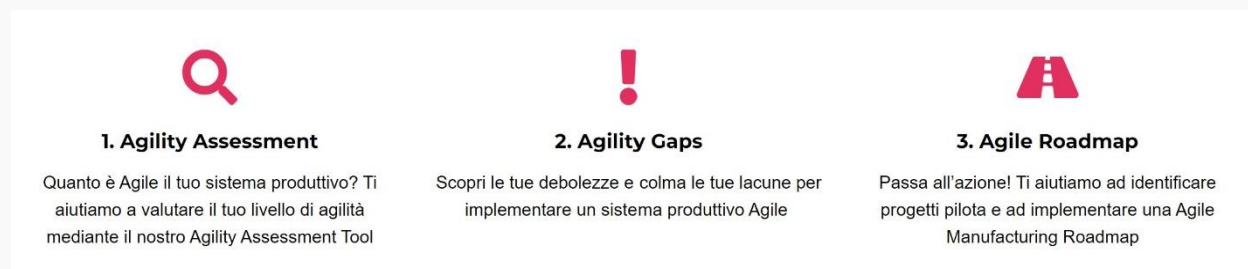 1. Agility Assessment
Quanto è Agile il tuo sistema produttivo? Ti
aiutiamo a valutare il tuo livello di agilità
mediante il nostro Agility Assessment Tool
2. Agility Gaps
Scopri le tue debolezze e colma le tue lacune per
implementare un sistema produttivo Agile
3. Agile Roadmap
Passa all’azione! Ti aiutiamo ad identificare
progetti pilota e ad implementare una Agile
Manufacturing Roadmap